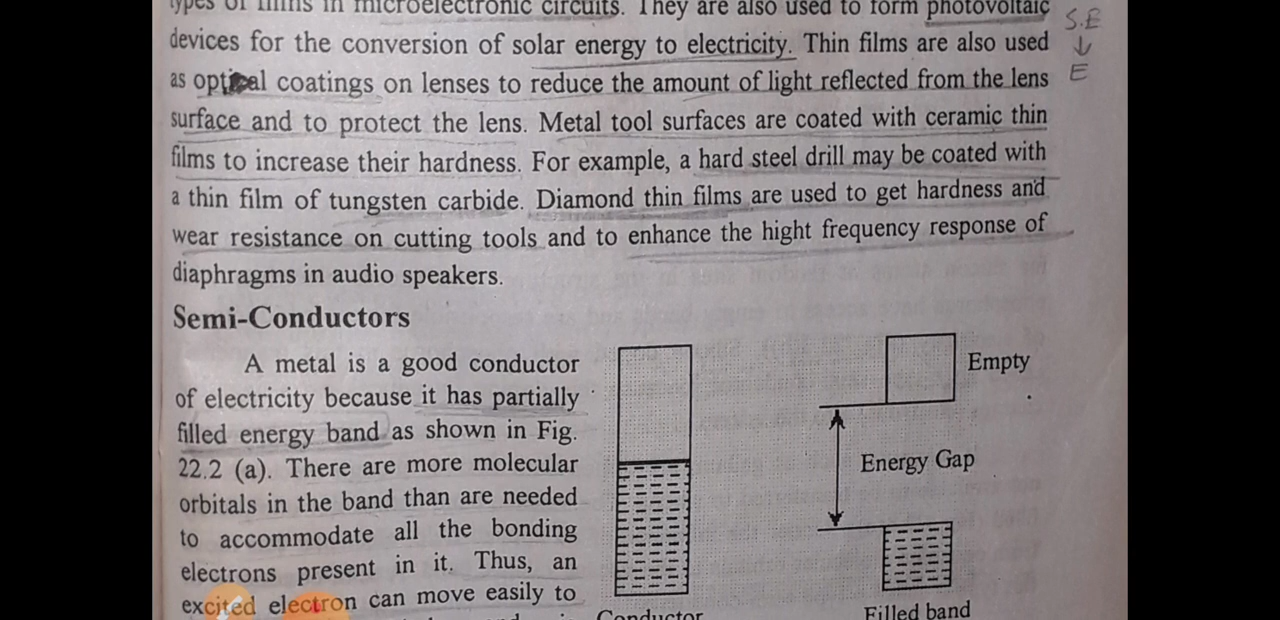 types of films in microelectronic circuits. They are also used to form photovoltaic
devices for the conversion of solar energy to electricity. Thin films are also used
as optical coatings on lenses to reduce the amount of light reflected from the lens
surface and to protect the lens. Metal tool surfaces are coated with ceramic thin
films to increase their hardness. For example, a hard steel drill may be coated with
a thin film of tungsten carbide. Diamond thin films are used to get hardness and
wear resistance on cutting tools and to enhance the hight frequency response of
diaphragms in audio speakers.
S.E
↓
E
Semi-Conductors
A metal is a good conductor
of electricity because it has partially
filled energy band as shown in Fig.
22.2 (a). There are more molecular
orbitals in the band than are needed
to accommodate all the bonding
electrons present in it. Thus, an
excited electron can move easily to
Conductor
Empty
Energy Gap
Filled band